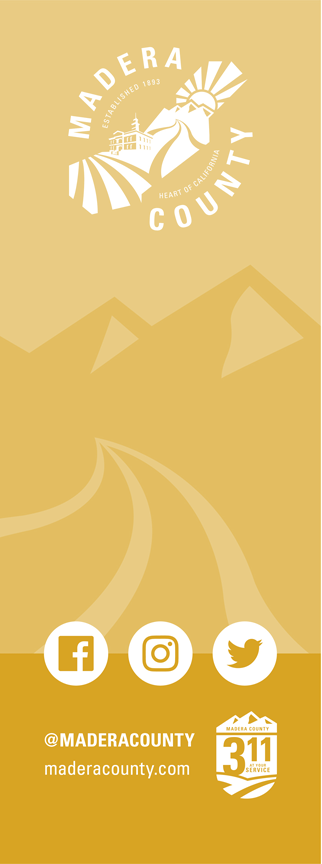 MADERA
ESTABLISHED 1893
HEART OF CALIFORNIA
COUNTY
@MADERACOUNTY
maderacounty.com
MADERA COUNTY
311
AT YOUR
SERVICE